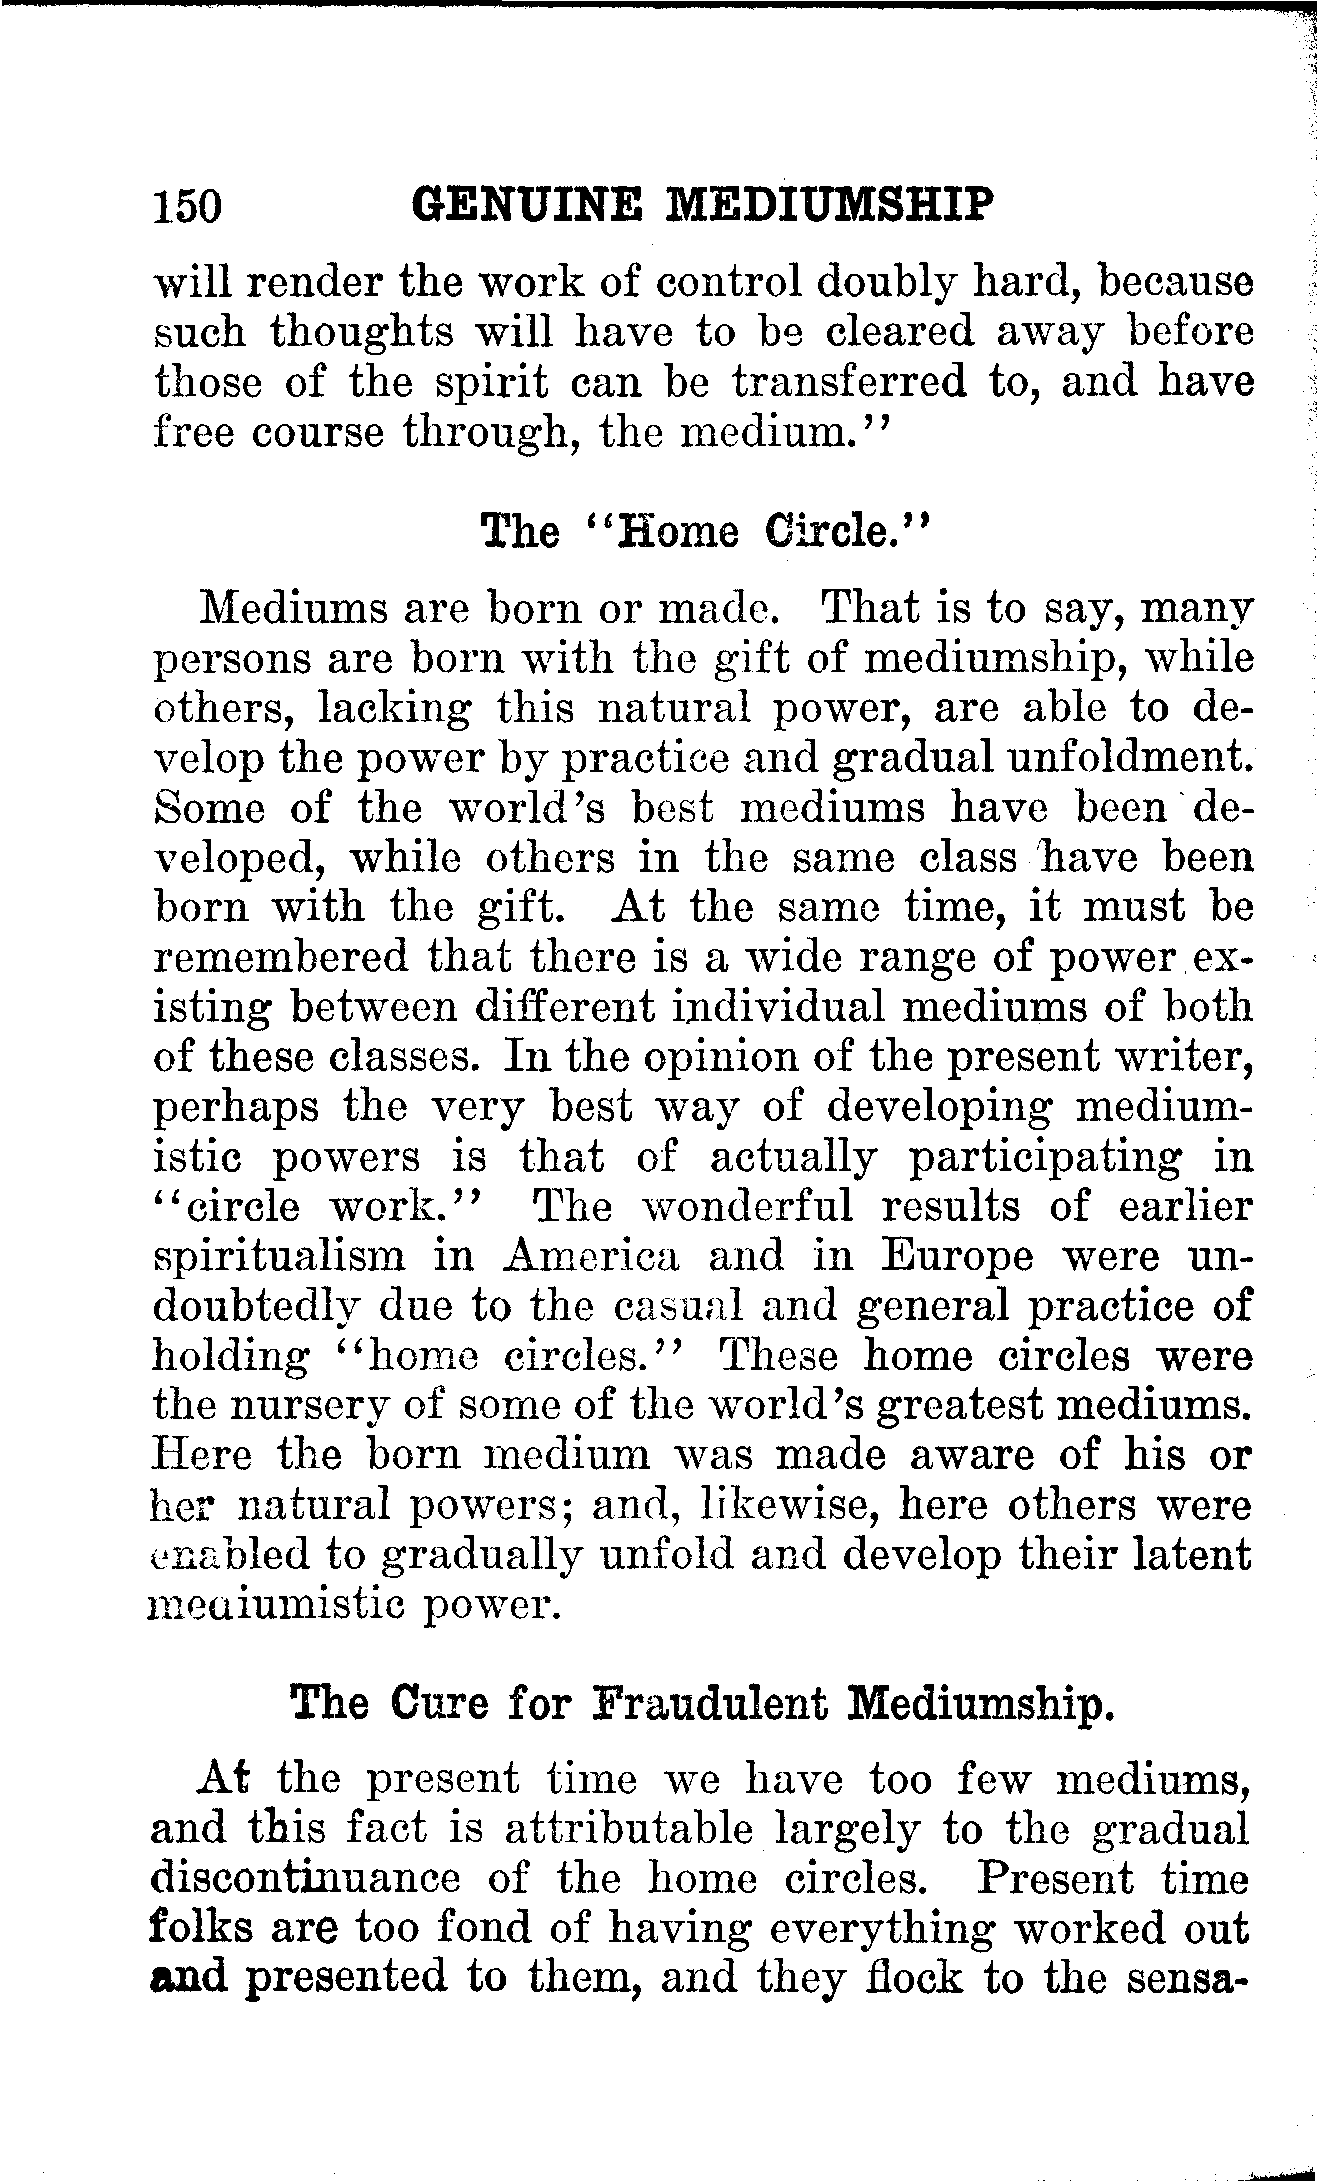 150 GENUINE MEDIUMSHIP
will render the work of control doubly hard, because
such thoughts will have to be cleared away before
those of the spirit can be transferred to, and have
free course through, the medium.''
The ''Home Circle.''
Mediums are born or made. That is to say, many
persons are born with the gift of mediumship, while
others, lacking this natural power, are able to de-
velop the power by practice and gradual unfoldment.
Some of the world's best mediums have been de-
veloped, while others in the same class have been
born with the gift. At the same time, it must be
remembered that there is a wide range of power ex-
isting between different individual mediums of both
of these classes. In the opinion of the present writer,
perhaps the very best way of developing medium-
istic powers is that of actually participating in
''circle work.'' The wonderful results of earlier
spiritualism in America and in Europe were un-
doubtedly due to the casual and general practice of
holding ''home circles.'' These home circles were
the nursery of some of the world's greatest mediums.
Here the born medium was made aware of his or
her natural powers; and, likewise, here others were
enabled to gradually unfold and develop their latent
mediumistic power.
The Cure for Fraudulent Mediumship.
At the present time we have too few mediums,
and this fact is attributable largely to the gradual
discontinuance of the home circles. Present time
folks are too fond of having everything worked out
and presented to them, and they flock to the sensa-